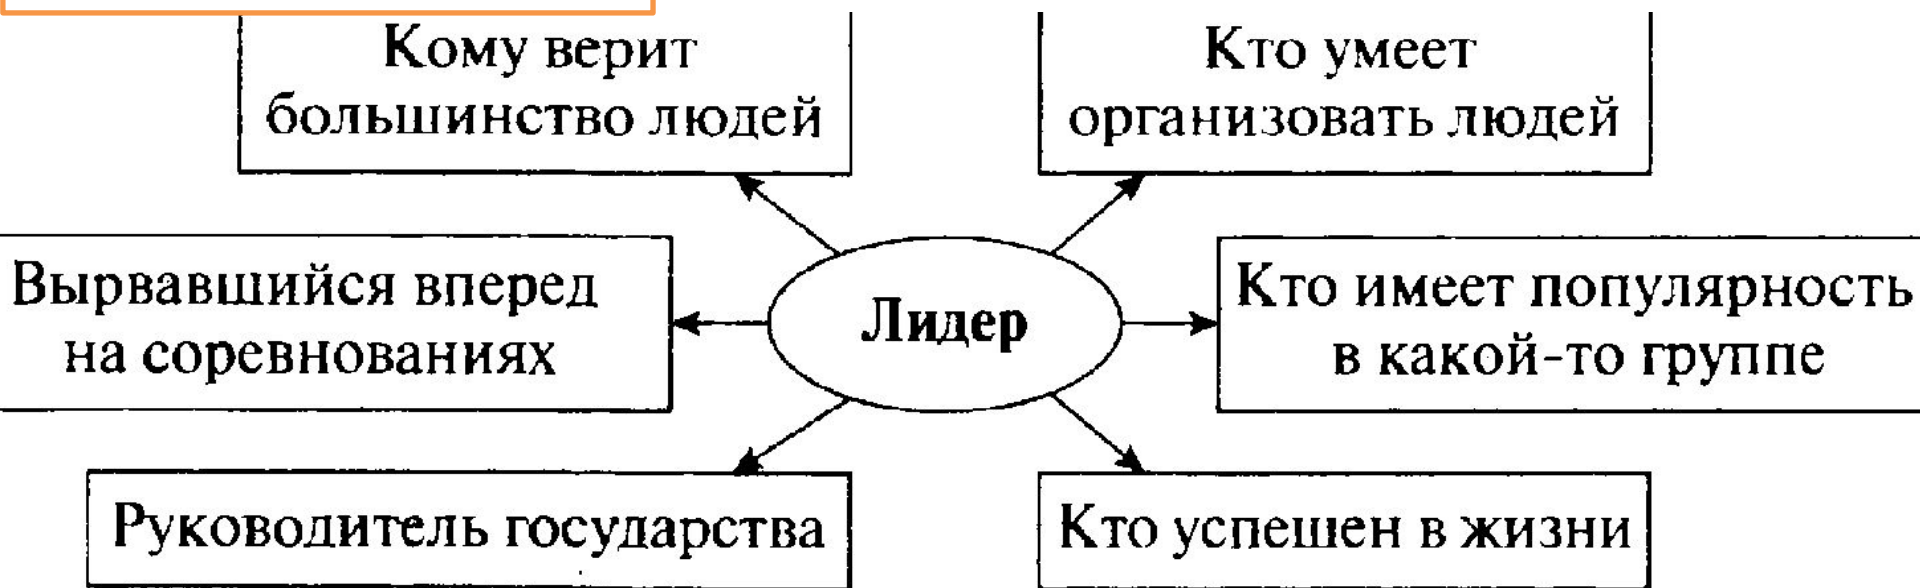 Кому верит
большинство людей
Кто умеет
организовать людей
Вырвавшийся вперед
на соревнованиях
Лидер
Кто имеет популярность
в какой-то группе
Руководитель государства
Кто успешен в жизни